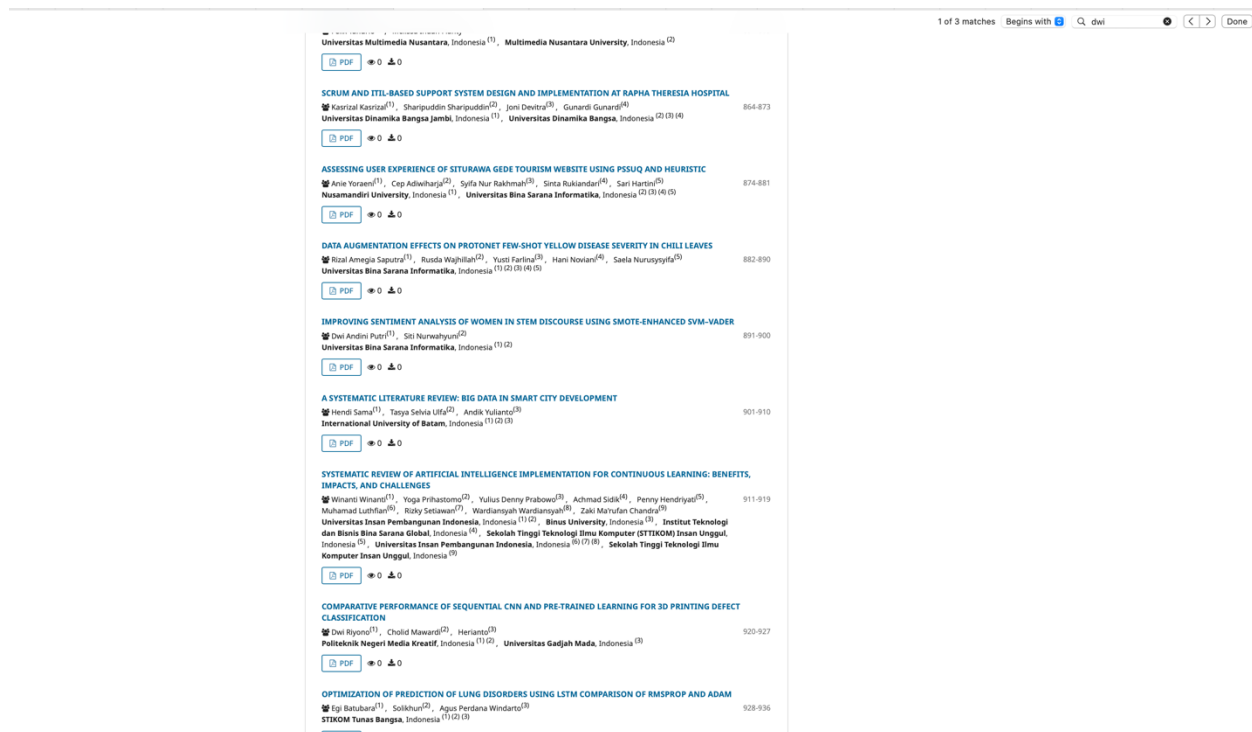 1 of 3 matches Begins with dwi Done
Universitas Multimedia Nusantara, Indonesia (1) , Multimedia Nusantara University, Indonesia (2)
PDF 0 0
SCRUM AND ITIL-BASED SUPPORT SYSTEM DESIGN AND IMPLEMENTATION AT RAPHA THERESIA HOSPITAL
Kasrizal Kasrizal(1) , Sharipuddin Sharipuddin(2) , Joni Devitra(3) , Gunardi Gunardi(4) 864-873
Universitas Dinamika Bangsa Jambi, Indonesia (1) , Universitas Dinamika Bangsa, Indonesia (2) (3) (4)
PDF 0 0
ASSESSING USER EXPERIENCE OF SITURAWA GEDE TOURISM WEBSITE USING PSSUQ AND HEURISTIC
Anie Yoraeni(1) , Cep Adiwiharja(2) , Syifa Nur Rakhmah(3) , Sinta Rukiandari(4) , Sari Hartini(5) 874-881
Nusamandiri University, Indonesia (1) , Universitas Bina Sarana Informatika, Indonesia (2) (3) (4) (5)
PDF 0 0
DATA AUGMENTATION EFFECTS ON PROTONET FEW-SHOT YELLOW DISEASE SEVERITY IN CHILI LEAVES
Rizal Amegia Saputra(1) , Rusda Wajhillah(2) , Yusti Farlina(3) , Hani Noviani(4) , Saela Nurusysyifa(5) 882-890
Universitas Bina Sarana Informatika, Indonesia (1) (2) (3) (4) (5)
PDF 0 0
IMPROVING SENTIMENT ANALYSIS OF WOMEN IN STEM DISCOURSE USING SMOTE-ENHANCED SVM–VADER
Dwi Andini Putri(1) , Siti Nurwahyuni(2) 891-900
Universitas Bina Sarana Informatika, Indonesia (1) (2)
PDF 0 0
A SYSTEMATIC LITERATURE REVIEW: BIG DATA IN SMART CITY DEVELOPMENT
Hendi Sama(1) , Tasya Selvia Ulfa(2) , Andik Yulianto(3) 901-910
International University of Batam, Indonesia (1) (2) (3)
PDF 0 0
SYSTEMATIC REVIEW OF ARTIFICIAL INTELLIGENCE IMPLEMENTATION FOR CONTINUOUS LEARNING: BENEFITS,
IMPACTS, AND CHALLENGES
Winanti Winanti(1) , Yoga Prihastomo(2) , Yulius Denny Prabowo(3) , Achmad Sidik(4) , Penny Hendriyati(5) , 911-919
Muhamad Luthfian(6) , Rizky Setiawan(7) , Wardiansyah Wardiansyah(8) , Zaki Ma'rufan Chandra(9)
Universitas Insan Pembangunan Indonesia, Indonesia (1) (2) , Binus University, Indonesia (3) , Institut Teknologi
dan Bisnis Bina Sarana Global, Indonesia (4) , Sekolah Tinggi Teknologi Ilmu Komputer (STTIKOM) Insan Unggul,
Indonesia (5) , Universitas Insan Pembangunan Indonesia, Indonesia (6) (7) (8) , Sekolah Tinggi Teknologi Ilmu
Komputer Insan Unggul, Indonesia (9)
PDF 0 0
COMPARATIVE PERFORMANCE OF SEQUENTIAL CNN AND PRE-TRAINED LEARNING FOR 3D PRINTING DEFECT
CLASSIFICATION
Dwi Riyono(1) , Cholid Mawardi(2) , Herianto(3) 920-927
Politeknik Negeri Media Kreatif, Indonesia (1) (2) , Universitas Gadjah Mada, Indonesia (3)
PDF 0 0
OPTIMIZATION OF PREDICTION OF LUNG DISORDERS USING LSTM COMPARISON OF RMSPROP AND ADAM
Egi Batubara(1) , Solikhun(2) , Agus Perdana Windarto(3) 928-936
STIKOM Tunas Bangsa, Indonesia (1) (2) (3)